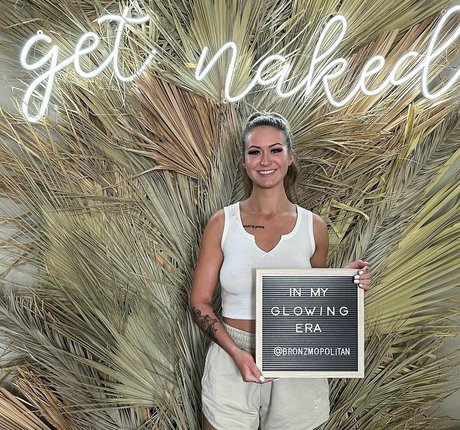 get naked
IN MY
GLOWING
ERA
@BRONZMOPOLITAN